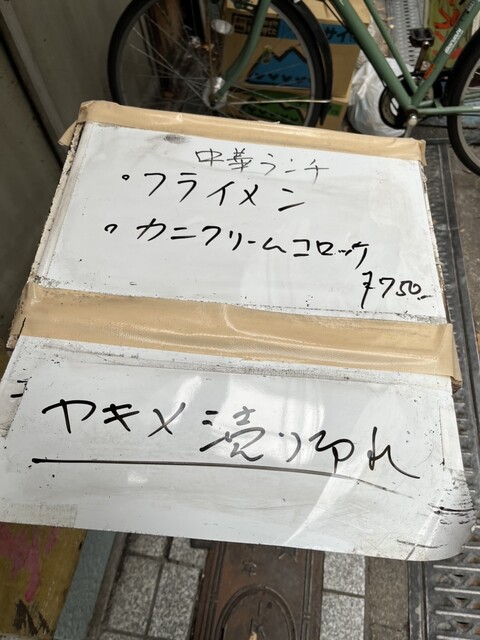 中華ランチ
・フライメン
・カニクリームコロッケ
¥750.-
ヤキメシ売り切れ